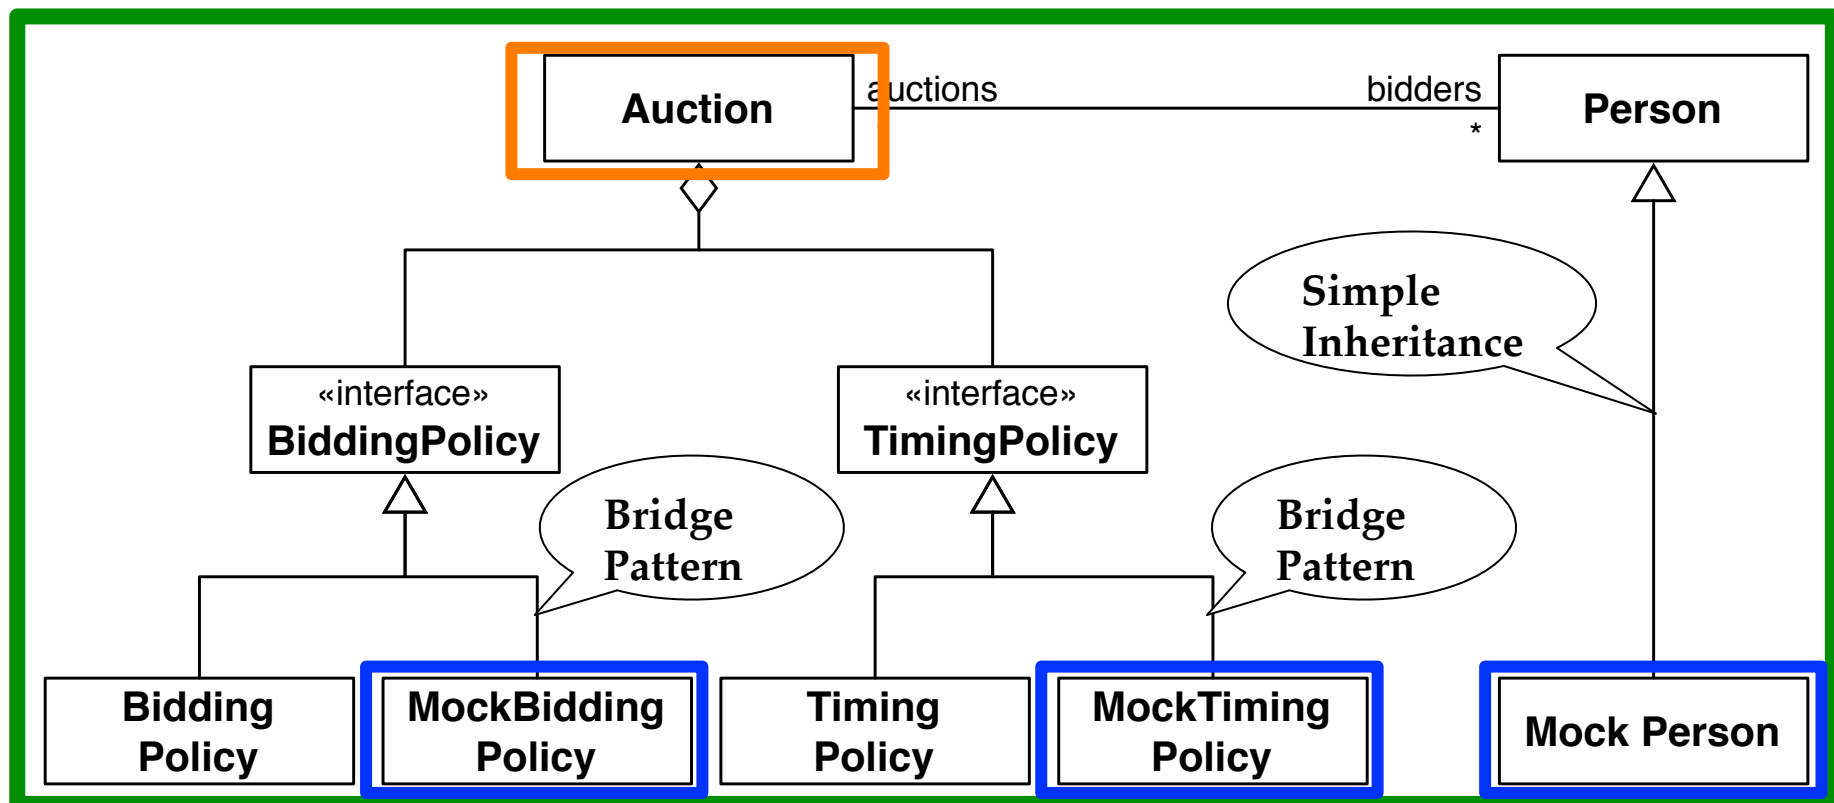 Auction
auctions
bidders
*
Person
Simple
Inheritance
«interface»
BiddingPolicy
«interface»
TimingPolicy
Bridge
Pattern
Bridge
Pattern
Bidding
Policy
MockBidding
Policy
Timing
Policy
MockTiming
Policy
Mock Person